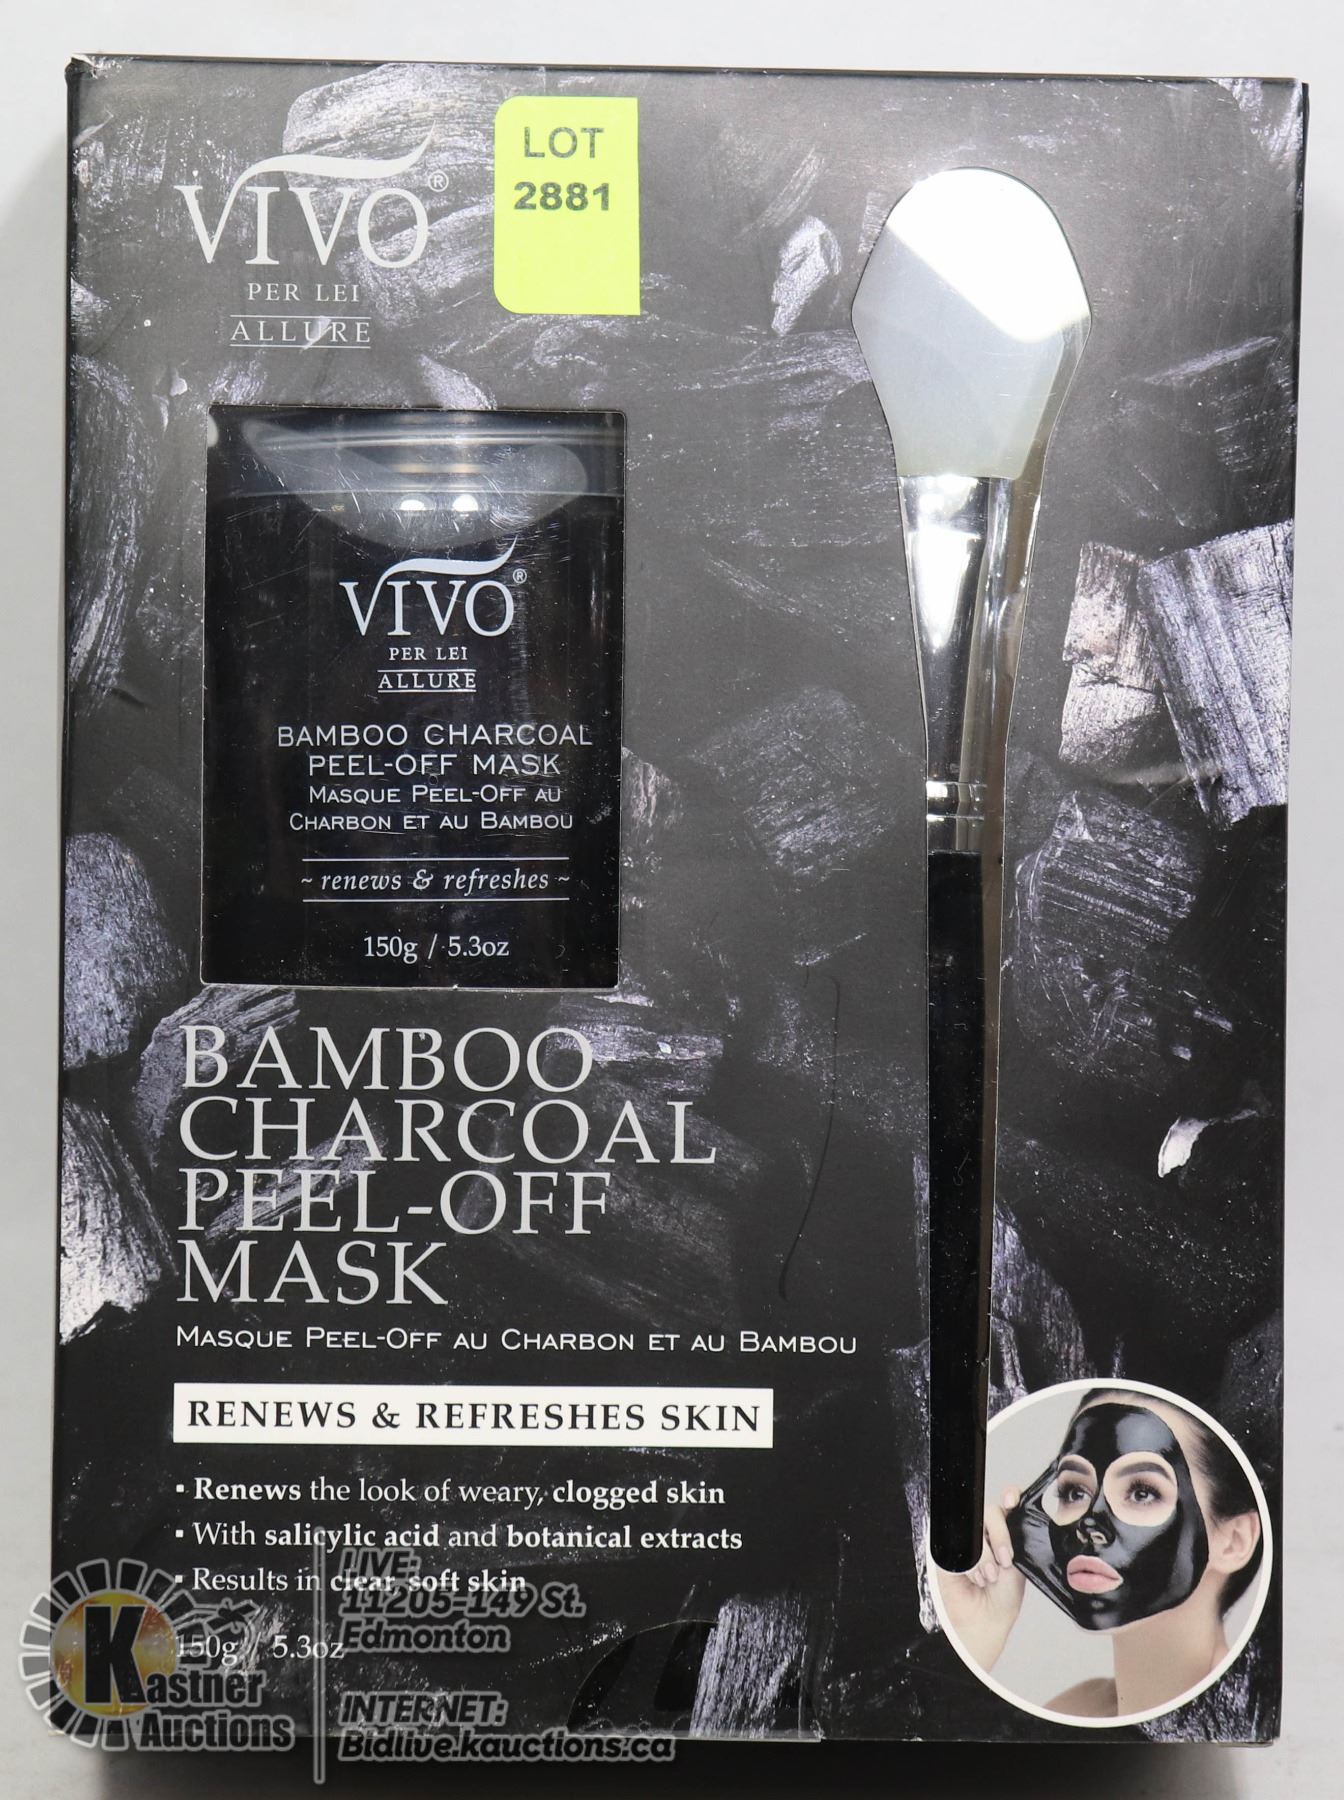 VIVO®
PER LEI
ALLURE
LOT
2881
VIVO®
PER LEI
ALLURE
BAMBOO CHARCOAL
PEEL-OFF MASK
MASQUE PEEL-OFF AU
CHARBON ET AU BAMBOU
~ renews & refreshes ~
150g / 5.3oz
BAMBOO
CHARCOAL
PEEL-OFF
MASK
MASQUE PEEL-OFF AU CHARBON ET AU BAMBOU
RENEWS & REFRESHES SKIN
▪ Renews the look of weary, clogged skin
▪ With salicylic acid and botanical extracts
▪ Results in clear, soft skin
150g / 5.3oz
Kastner
Auctions
LIVE:
11205-149 St.
Edmonton
INTERNET:
Bidlive.kauctions.ca